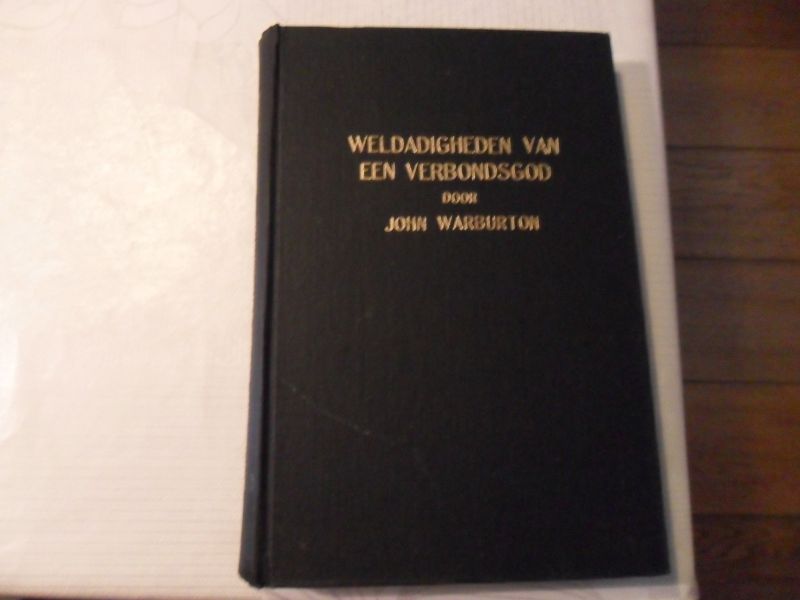 WELDADIGHEDEN VAN
EEN VERBONDSGOD
DOOR
JOHN WARBURTON